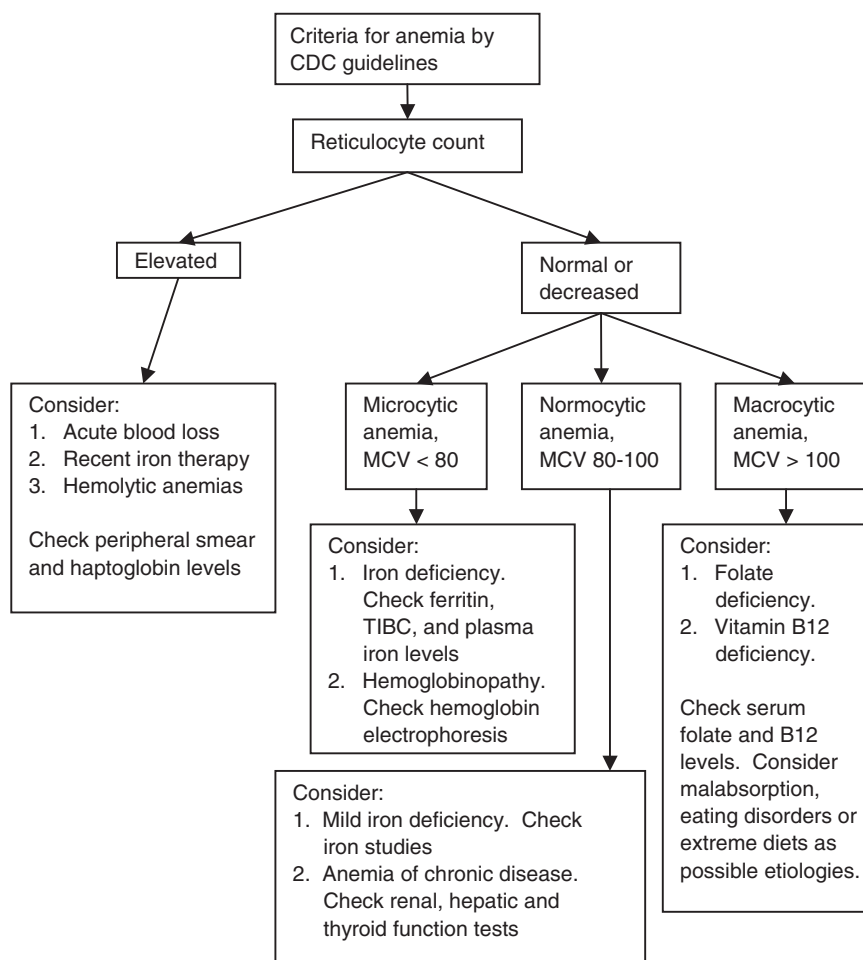 Criteria for anemia by
CDC guidelines
Reticulocyte count
Elevated
Normal or
decreased
Consider:
1. Acute blood loss
2. Recent iron therapy
3. Hemolytic anemias
Check peripheral smear
and haptoglobin levels
Microcytic
anemia,
MCV < 80
Normocytic
anemia,
MCV 80-100
Macrocytic
anemia,
MCV > 100
Consider:
1. Iron deficiency.
Check ferritin,
TIBC, and plasma
iron levels
2. Hemoglobinopathy.
Check hemoglobin
electrophoresis
Consider:
1. Folate
deficiency.
2. Vitamin B12
deficiency.
Check serum
folate and B12
levels. Consider
malabsorption,
eating disorders or
extreme diets as
possible etiologies.
Consider:
1. Mild iron deficiency. Check
iron studies
2. Anemia of chronic disease.
Check renal, hepatic and
thyroid function tests